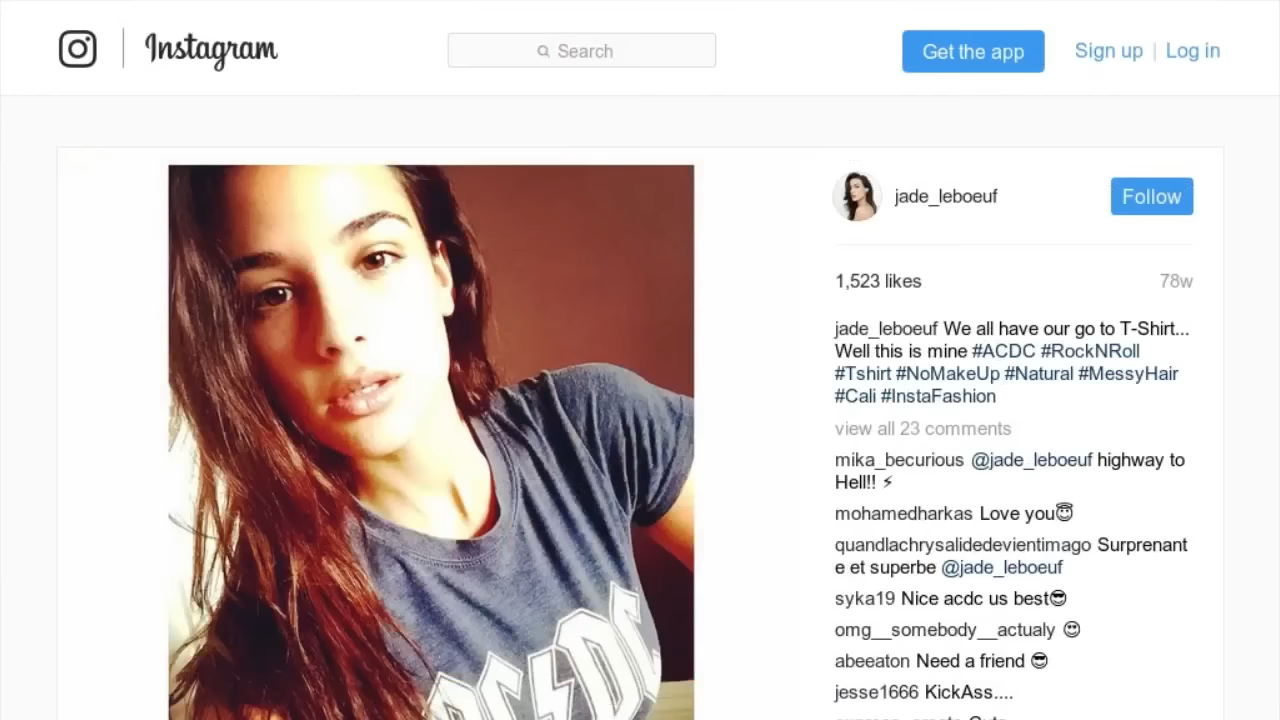 Instagram
Search
Get the app
Sign up | Log in
jade_leboeuf
Follow
1,523 likes
78w
jade_leboeuf We all have our go to T-Shirt...
Well this is mine #ACDC #RockNRoll
#Tshirt #NoMakeUp #Natural #MessyHair
#Cali #InstaFashion
view all 23 comments
mika_becurious @jade_leboeuf highway to
Hell!! ⚡
mohamedharkas Love you😇
quandlachrysalidedevientimago Surprenant
e et superbe @jade_leboeuf
syka19 Nice acdc us best😎
omg__somebody__actualy 😍
abeeaton Need a friend 😎
jesse1666 KickAss....
AC⚡DC